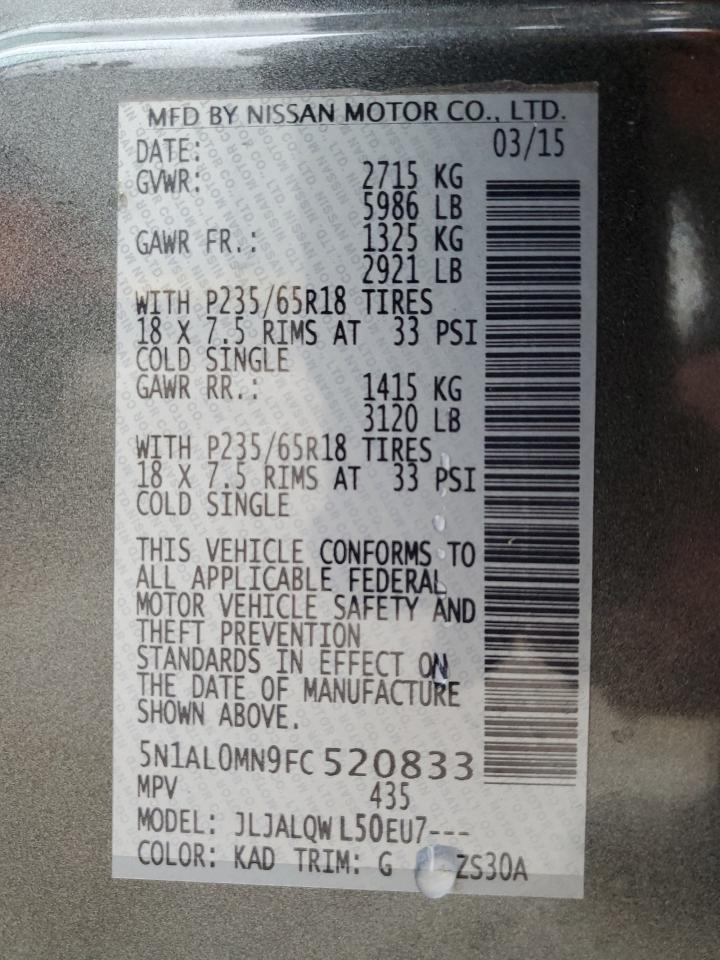 MFD BY NISSAN MOTOR CO., LTD.
DATE: 03/15
GVWR: 2715 KG
5986 LB
GAWR FR.: 1325 KG
2921 LB
WITH P235/65R18 TIRES
18 X 7.5 RIMS AT 33 PSI
COLD SINGLE
GAWR RR.: 1415 KG
3120 LB
WITH P235/65R18 TIRES
18 X 7.5 RIMS AT 33 PSI
COLD SINGLE
THIS VEHICLE CONFORMS TO
ALL APPLICABLE FEDERAL
MOTOR VEHICLE SAFETY AND
THEFT PREVENTION
STANDARDS IN EFFECT ON
THE DATE OF MANUFACTURE
SHOWN ABOVE.
5N1AL0MN9FC 520833
MPV 435
MODEL: JLJALQWL50EU7---
COLOR: KAD TRIM: G ZS30A